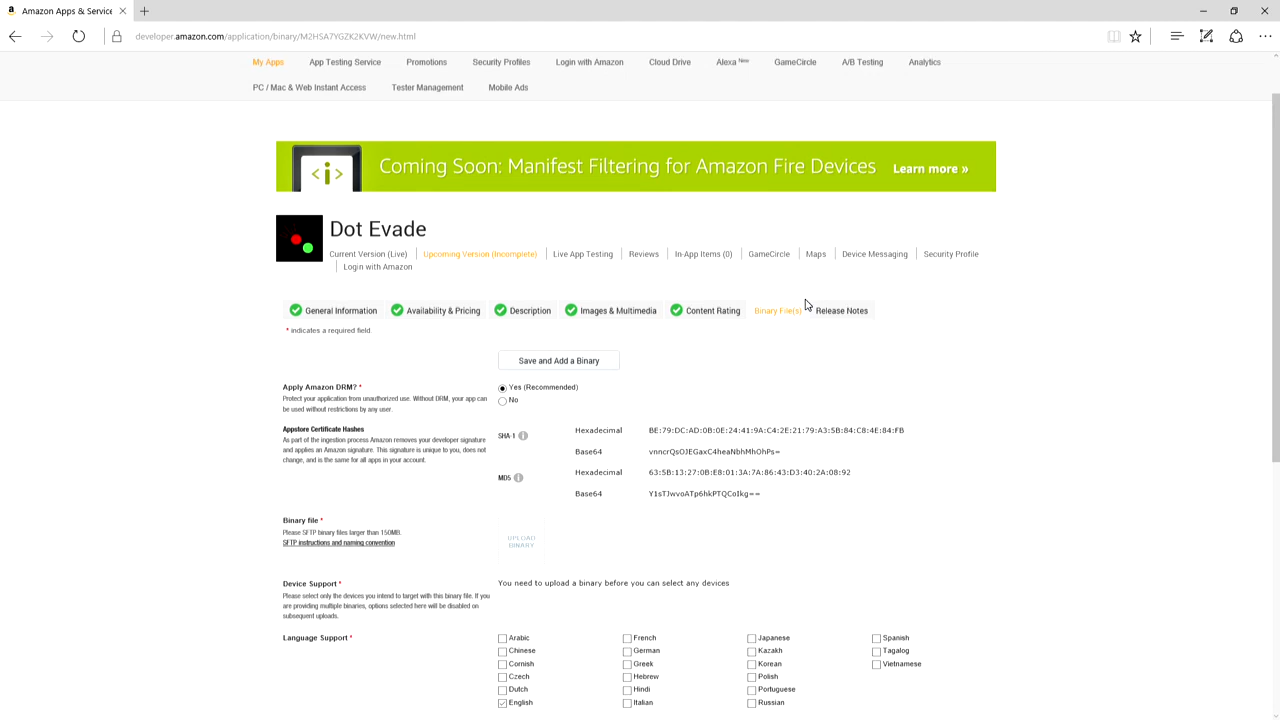 Amazon Apps & Service
developer.amazon.com/application/binary/M2HSA7YGZK2KVW/new.html
My Apps App Testing Service Promotions Security Profiles Login with Amazon Cloud Drive Alexa New GameCircle A/B Testing Analytics
PC / Mac & Web Instant Access Tester Management Mobile Ads
Coming Soon: Manifest Filtering for Amazon Fire Devices Learn more »
Dot Evade
Current Version (Live) Upcoming Version (Incomplete) Live App Testing Reviews In-App Items (0) GameCircle Maps Device Messaging Security Profile
Login with Amazon
General Information Availability & Pricing Description Images & Multimedia Content Rating Binary File(s) Release Notes
* indicates a required field
Save and Add a Binary
Apply Amazon DRM? *
Protect your application from unauthorized use. Without DRM, your app can
be used without restrictions by any user.
Yes (Recommended)
No
Appstore Certificate Hashes
As part of the ingestion process Amazon removes your developer signature
and applies an Amazon signature. This signature is unique to you, does not
change, and is the same for all apps in your account.
SHA-1 Hexadecimal BE:79:DC:AD:0B:0E:24:41:9A:C4:2E:21:79:A3:5B:84:C8:4E:84:FB
Base64 vnncrQsOJEGaxC4heaNbhMhOhPs=
MD5 Hexadecimal 63:5B:13:27:0B:E8:01:3A:7A:86:43:D3:40:2A:08:92
Base64 Y1sTJwvoATp6hkPTQCoIkg==
Binary file *
Please SFTP binary files larger than 150MB.
SFTP instructions and naming convention
UPLOAD
BINARY
Device Support *
Please select only the devices you intend to target with this binary file. If you
are providing multiple binaries, options selected here will be disabled on
subsequent uploads.
You need to upload a binary before you can select any devices
Language Support *
Arabic French Japanese Spanish
Chinese German Kazakh Tagalog
Cornish Greek Korean Vietnamese
Czech Hebrew Polish
Dutch Hindi Portuguese
English Italian Russian